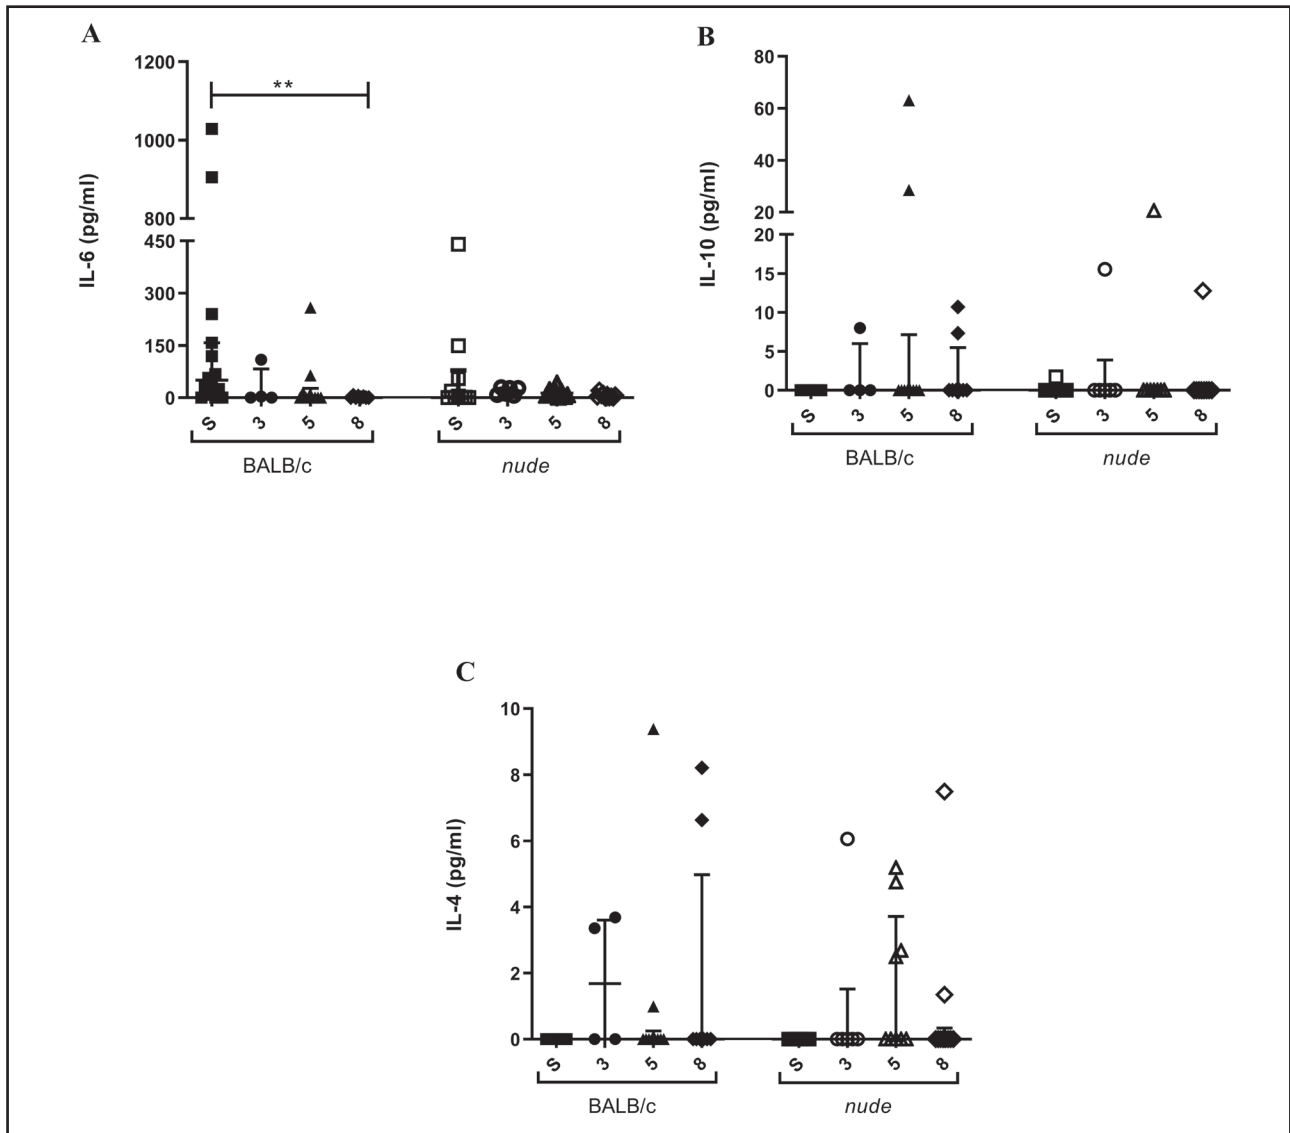 A
IL-6 (pg/ml)
1200
1000
800
450
300
150
0
**
S 3 5 8 S 3 5 8
BALB/c nude
B
IL-10 (pg/ml)
80
60
40
20
20
15
10
5
0
S 3 5 8 S 3 5 8
BALB/c nude
C
IL-4 (pg/ml)
10
8
6
4
2
0
S 3 5 8 S 3 5 8
BALB/c nude